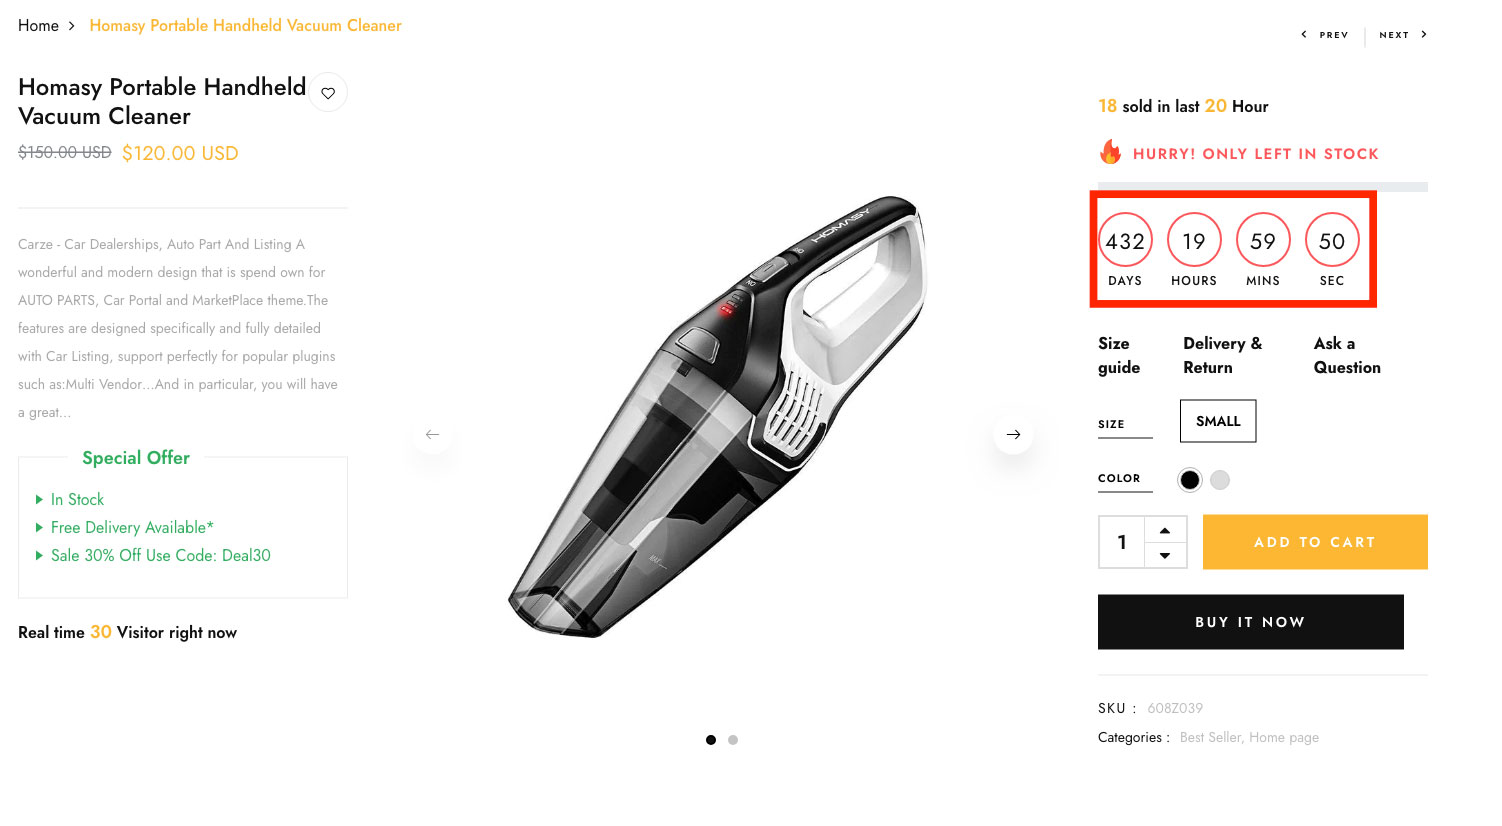 Home > Homasy Portable Handheld Vacuum Cleaner
PREV
NEXT
Homasy Portable Handheld
Vacuum Cleaner
$150.00 USD $120.00 USD
Carze - Car Dealerships, Auto Part And Listing A
wonderful and modern design that is spend own for
AUTO PARTS, Car Portal and MarketPlace theme.The
features are designed specifically and fully detailed
with Car Listing, support perfectly for popular plugins
such as:Multi Vendor…And in particular, you will have
a great...
Special Offer
In Stock
Free Delivery Available*
Sale 30% Off Use Code: Deal30
Real time 30 Visitor right now
HOMASY
ON
18 sold in last 20 Hour
HURRY! ONLY LEFT IN STOCK
432 19 59 50
DAYS HOURS MINS SEC
Size guide
Delivery & Return
Ask a Question
SIZE
SMALL
COLOR
1
ADD TO CART
BUY IT NOW
SKU : 608Z039
Categories : Best Seller, Home page